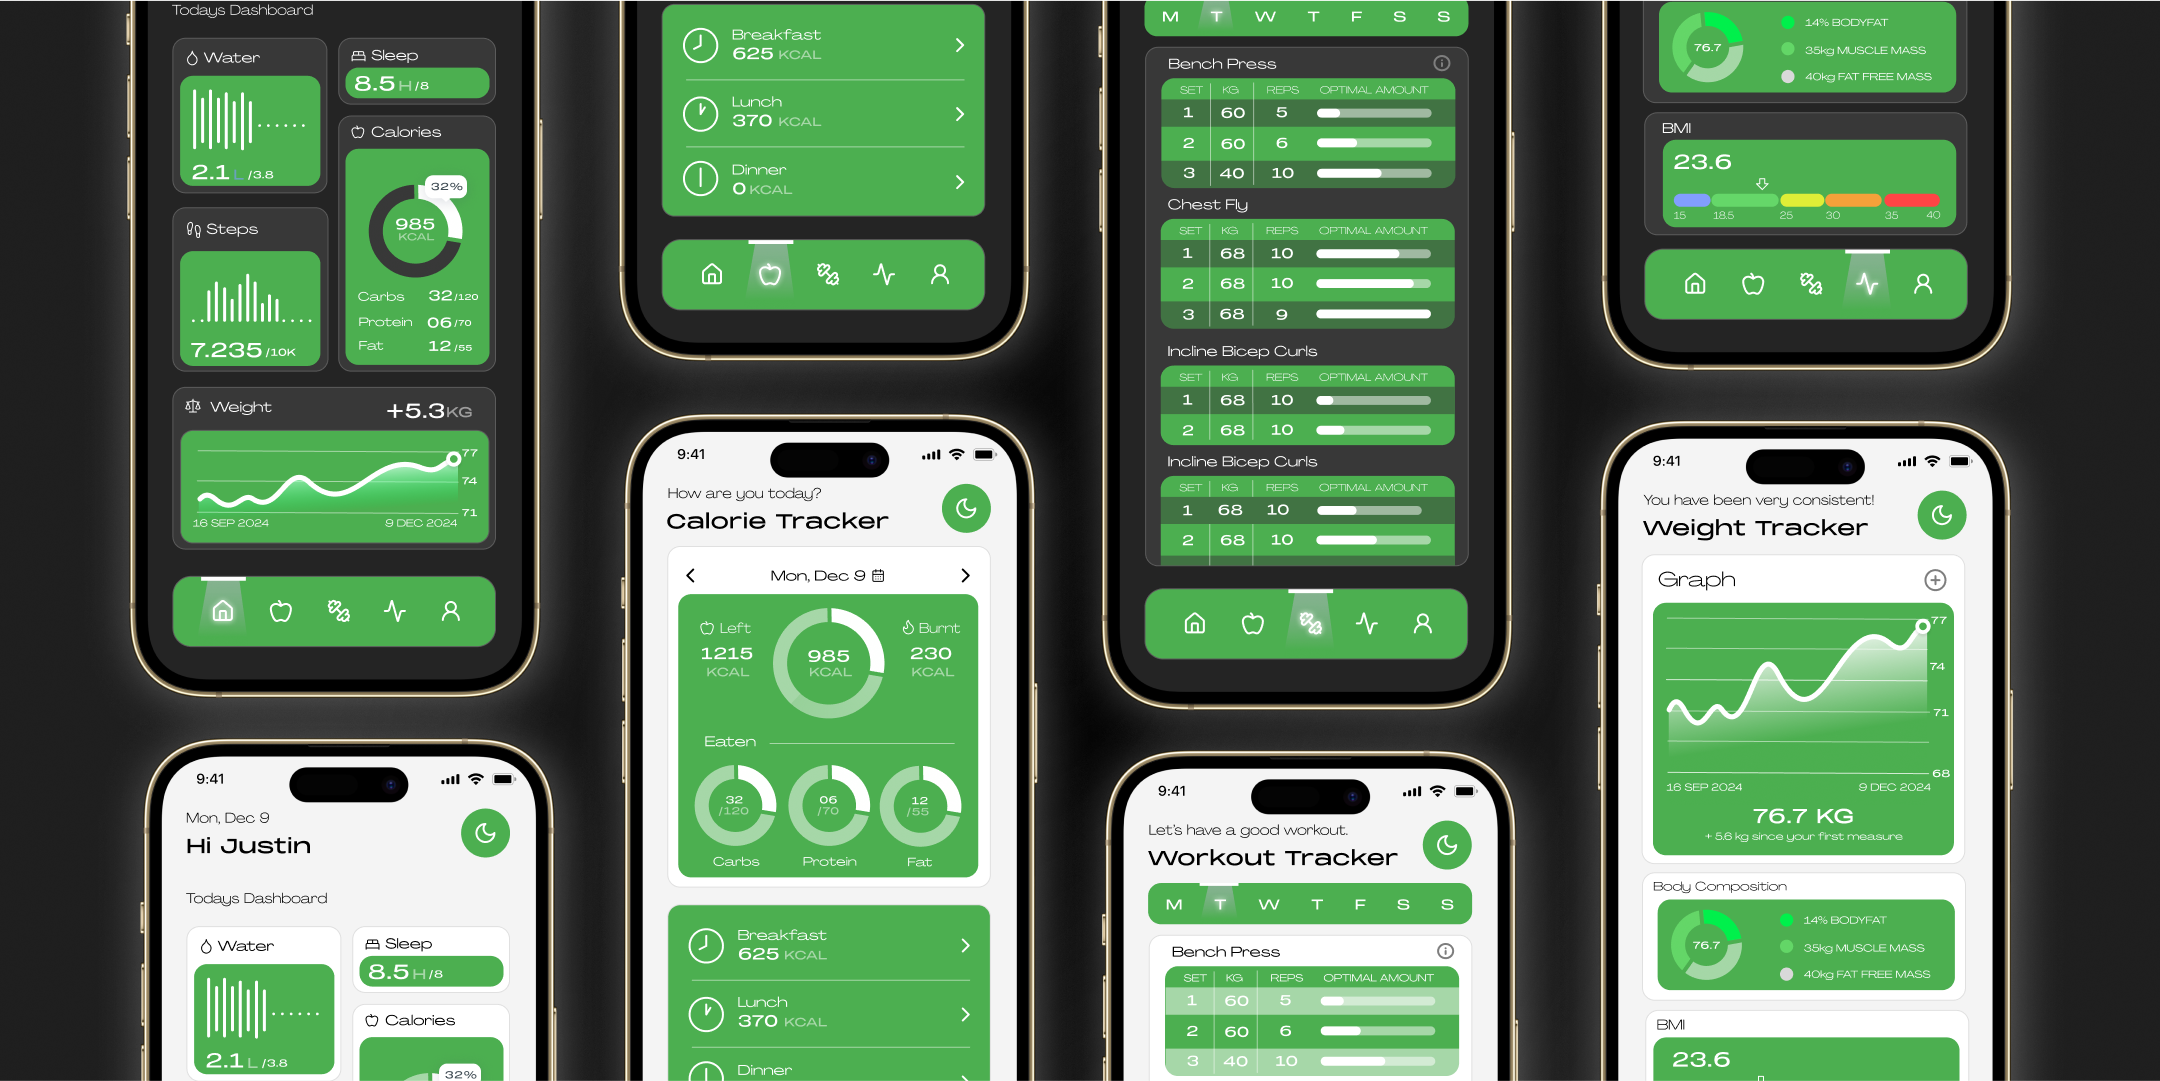 Todays Dashboard
Water
2.1 L /3.8
Sleep
8.5 H /8
Calories
32%
985
KCAL
Carbs 32/120
Protein 06/70
Fat 12/55
Steps
7.235 /10K
Weight +5.3KG
77
74
71
16 SEP 2024 9 DEC 2024
9:41
Mon, Dec 9
Hi Justin
Todays Dashboard
Water
2.1 L /3.8
Sleep
8.5 H /8
Calories
32%
Breakfast
625 KCAL
Lunch
370 KCAL
Dinner
0 KCAL
9:41
How are you today?
Calorie Tracker
Mon, Dec 9
Left
1215
KCAL
985
KCAL
Burnt
230
KCAL
Eaten
32
/120
06
/70
12
/55
Carbs Protein Fat
Breakfast
625 KCAL
Lunch
370 KCAL
Dinner
M T W T F S S
Bench Press
SET KG REPS OPTIMAL AMOUNT
1 60 5
2 60 6
3 40 10
Chest Fly
SET KG REPS OPTIMAL AMOUNT
1 68 10
2 68 10
3 68 9
Incline Bicep Curls
SET KG REPS OPTIMAL AMOUNT
1 68 10
2 68 10
Incline Bicep Curls
SET KG REPS OPTIMAL AMOUNT
1 68 10
2 68 10
9:41
Let's have a good workout.
Workout Tracker
M T W T F S S
Bench Press
SET KG REPS OPTIMAL AMOUNT
1 60 5
2 60 6
3 40 10
76.7
14% BODYFAT
35kg MUSCLE MASS
40kg FAT FREE MASS
BMI
23.6
15 18.5 25 30 35 40
9:41
You have been very consistent!
Weight Tracker
Graph
77
74
71
68
16 SEP 2024 9 DEC 2024
76.7 KG
+ 5.6 kg since your first measure
Body Composition
76.7
14% BODYFAT
35kg MUSCLE MASS
40kg FAT FREE MASS
BMI
23.6